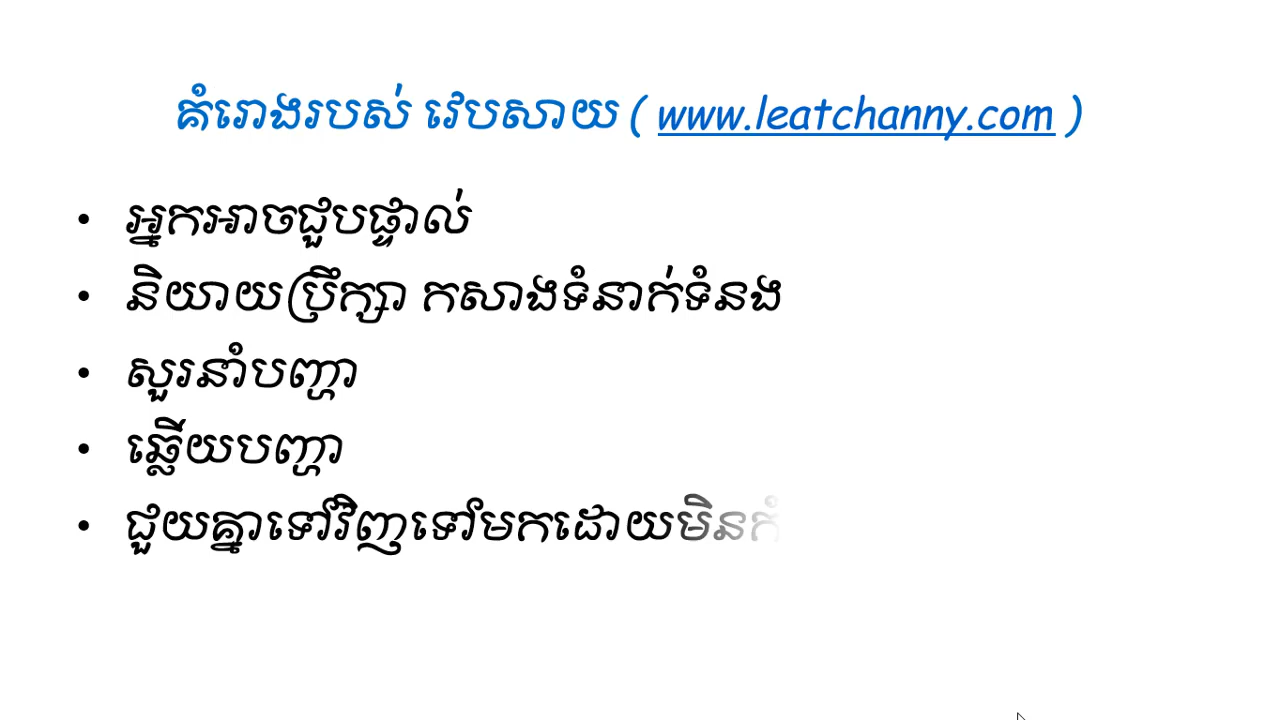 គំរោងរបស់ វេបសាយ ( www.leatchanny.com )
• អ្នកអាចជួបផ្ទាល់
• និយាយប្រឹក្សា កសាងទំនាក់ទំនង
• សួរនាំបញ្ហា
• ឆ្លើយបញ្ហា
• ជួយគ្នាទៅវិញទៅមកដោយមិនកំ